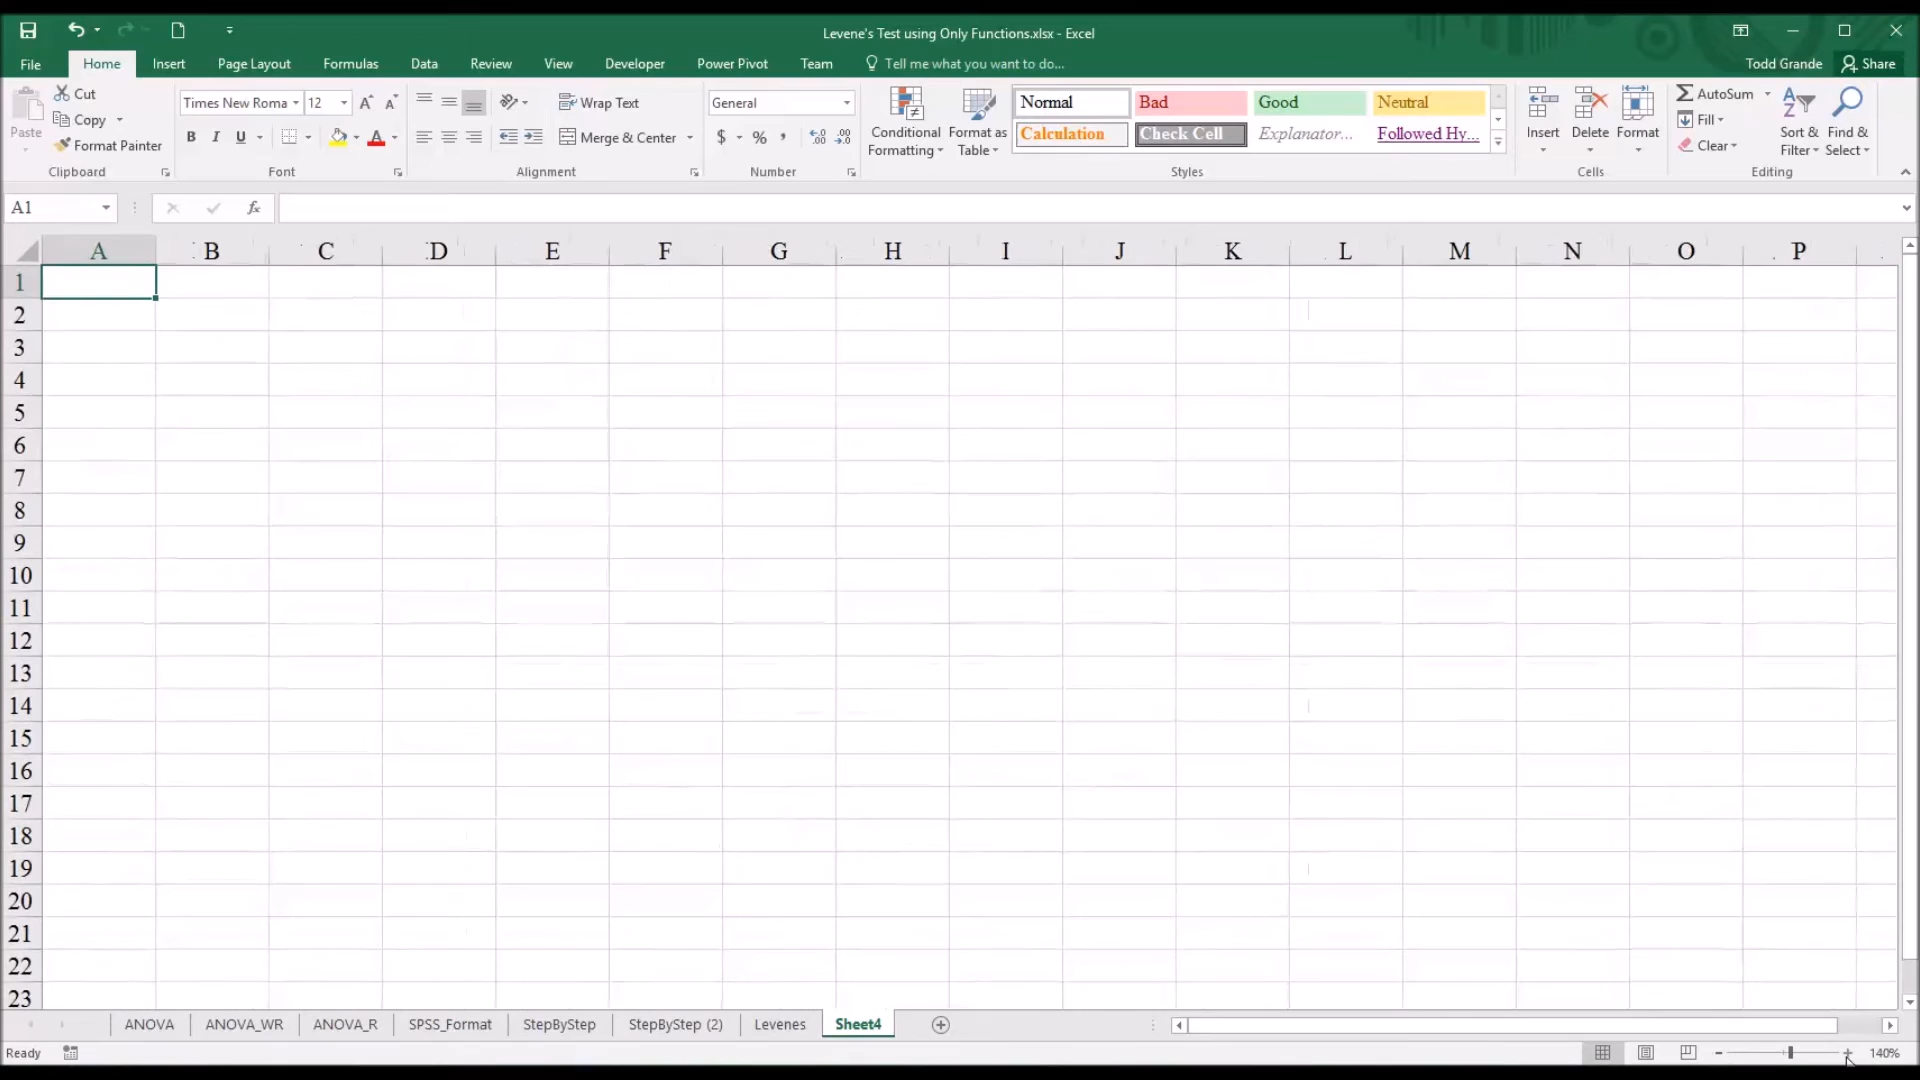 Levene's Test using Only Functions.xlsx - Excel
File Home Insert Page Layout Formulas Data Review View Developer Power Pivot Team Tell me what you want to do... Todd Grande Share
Paste
Cut
Copy
Format Painter
Clipboard
Times New Roma 12
B I U
Font
Wrap Text
Merge & Center
Alignment
General
$ % ,
Number
Conditional Formatting
Format as Table
Normal Bad Good Neutral
Calculation Check Cell Explanator... Followed Hy...
Styles
Insert Delete Format
Cells
AutoSum
Fill
Clear
Sort & Filter
Find & Select
Editing
A1 fx
A B C D E F G H I J K L M N O P
1
2
3
4
5
6
7
8
9
10
11
12
13
14
15
16
17
18
19
20
21
22
23
ANOVA ANOVA_WR ANOVA_R SPSS_Format StepByStep StepByStep (2) Levenes Sheet4
Ready 140%